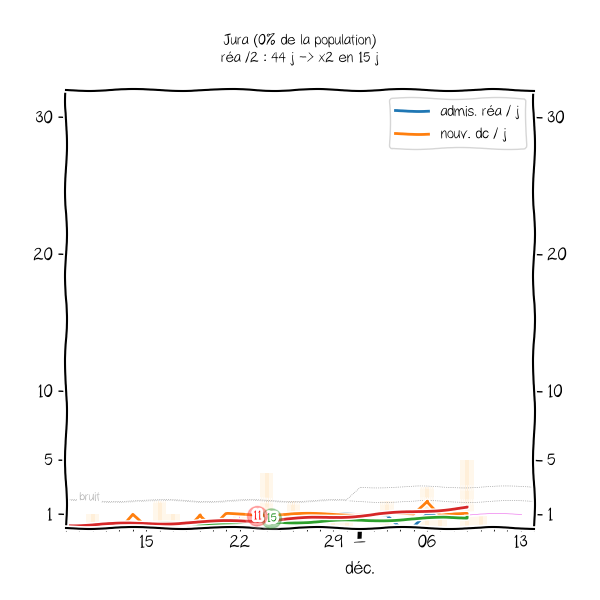 Jura (0% de la population)
réa /2 : 44 j -> x2 en 15 j
admis. réa / j
nouv. dc / j
30
30
20
20
10
10
5
5
bruit
1
11
15
1
15
22
29
06
13
déc.